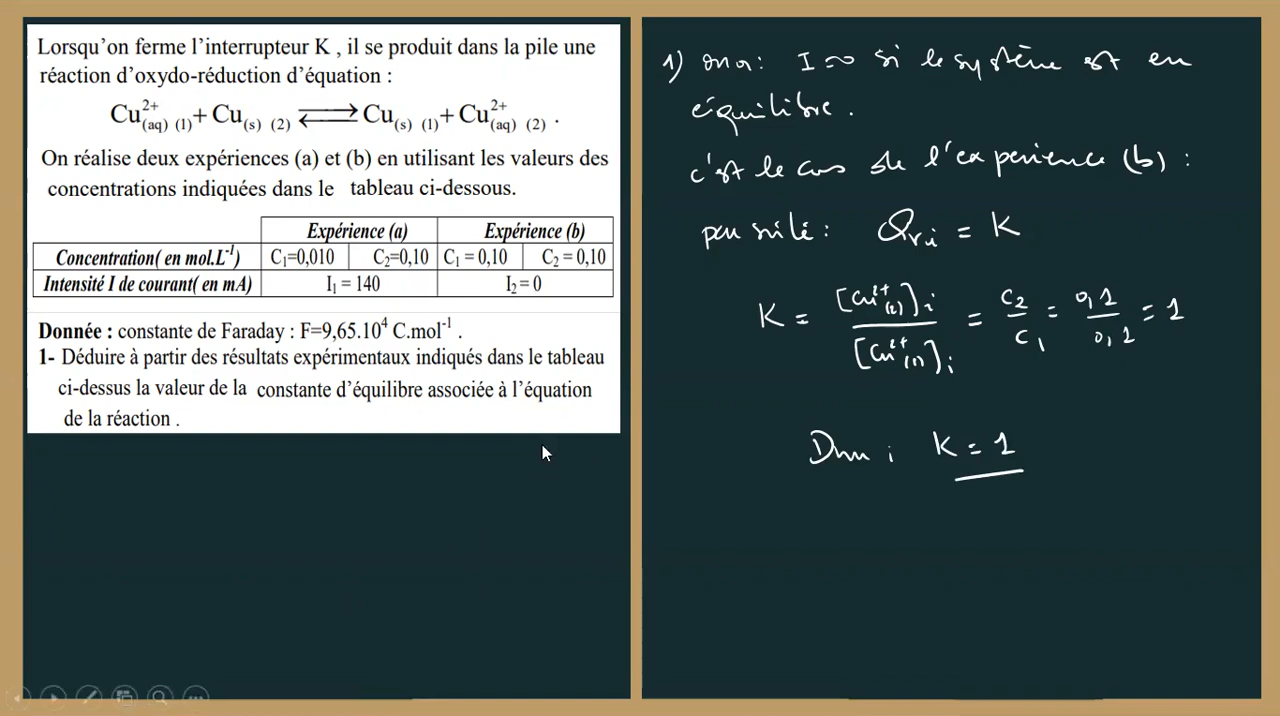 Lorsqu'on ferme l'interrupteur K , il se produit dans la pile une
réaction d'oxydo-réduction d'équation :
Cu²⁺(aq) (1) + Cu(s) (2) ⇌ Cu(s) (1) + Cu²⁺(aq) (2) .
On réalise deux expériences (a) et (b) en utilisant les valeurs des
concentrations indiquées dans le tableau ci-dessous.
Expérience (a) Expérience (b)
Concentration( en mol.L⁻¹) C₁=0,010 C₂=0,10 C₁ = 0,10 C₂ = 0,10
Intensité I de courant( en mA) I₁ = 140 I₂ = 0
Donnée : constante de Faraday : F=9,65.10⁴ C.mol⁻¹ .
1- Déduire à partir des résultats expérimentaux indiqués dans le tableau
ci-dessus la valeur de la constante d'équilibre associée à l'équation
de la réaction .
1) on a : I = 0 si le système est en
équilibre .
c'est le cas de l'expérience (b) :
par suite : Qri = K
K = [Cu²⁺(2)]i / [Cu²⁺(1)]i = C₂ / C₁ = 0,1 / 0,1 = 1
Donc : K = 1